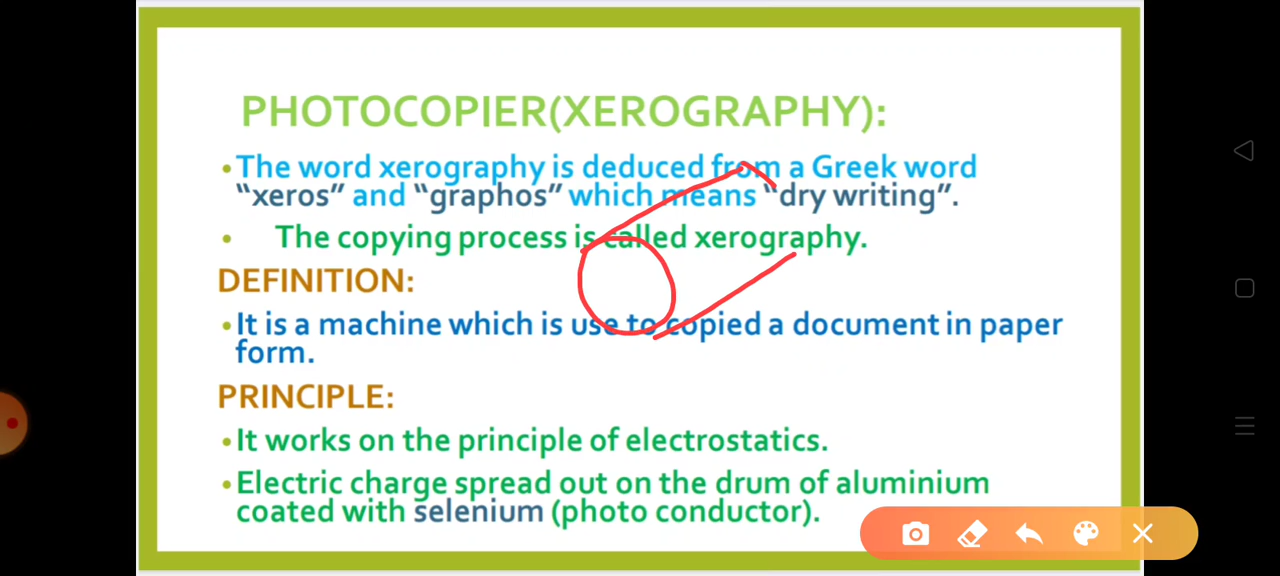 PHOTOCOPIER(XEROGRAPHY):
•The word xerography is deduced from a Greek word
“xeros” and “graphos” which means “dry writing”.
• The copying process is called xerography.
DEFINITION:
•It is a machine which is use to copied a document in paper
form.
PRINCIPLE:
•It works on the principle of electrostatics.
•Electric charge spread out on the drum of aluminium
coated with selenium (photo conductor).